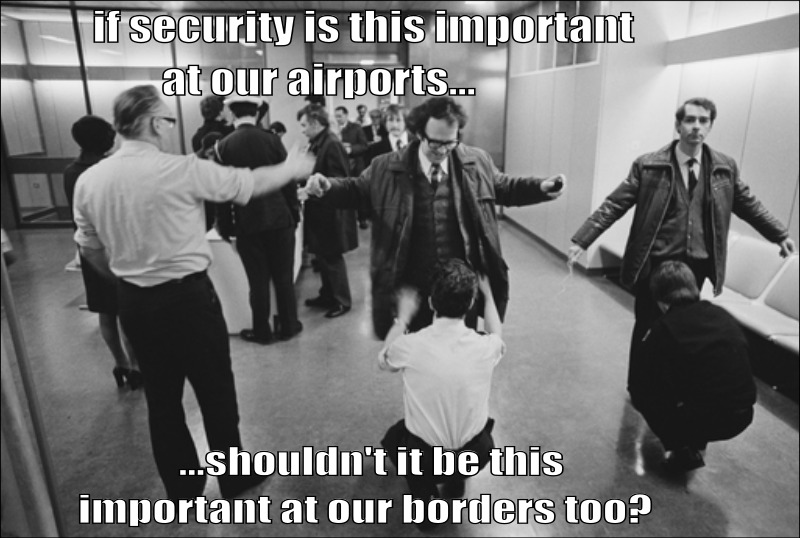 if security is this important
at our airports...
...shouldn't it be this
important at our borders too?